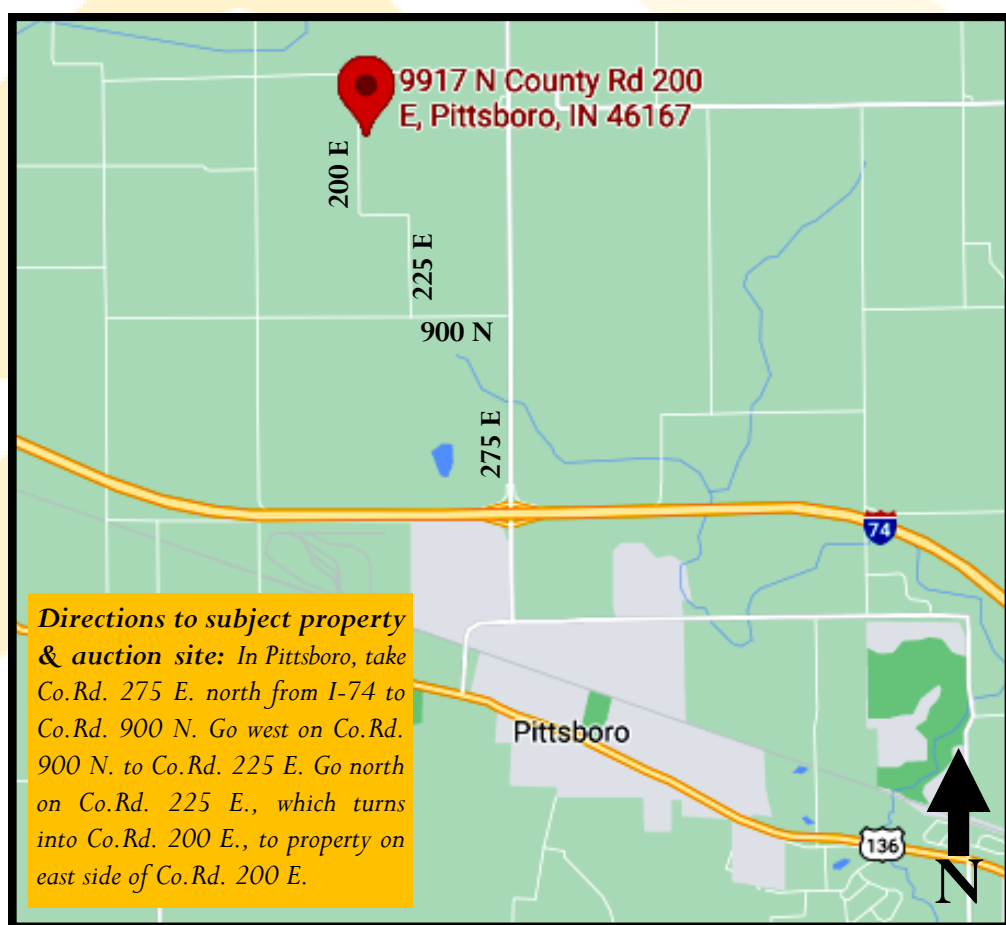 9917 N County Rd 200
E, Pittsboro, IN 46167
200 E
225 E
900 N
275 E
74
Directions to subject property
& auction site: In Pittsboro, take
Co.Rd. 275 E. north from I-74 to
Co.Rd. 900 N. Go west on Co.Rd.
900 N. to Co.Rd. 225 E. Go north
on Co.Rd. 225 E., which turns
into Co.Rd. 200 E., to property on
east side of Co.Rd. 200 E.
Pittsboro
136
N